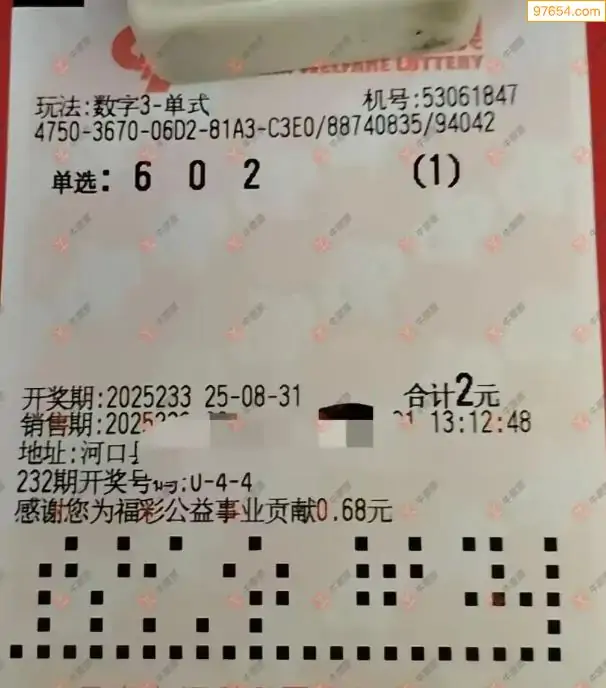 97654.com
WELFARE LOTTERY
玩法:数字3-单式 机号:53061847
4750-3670-06D2-81A3-C3E0/88740835/94042
单选: 6 0 2 (1)
开奖期:2025233 25-08-31 合计2元
销售期:2025 13:12:48
地址:河口
232期开奖号码:0-4-4
感谢您为福彩公益事业贡献0.68元